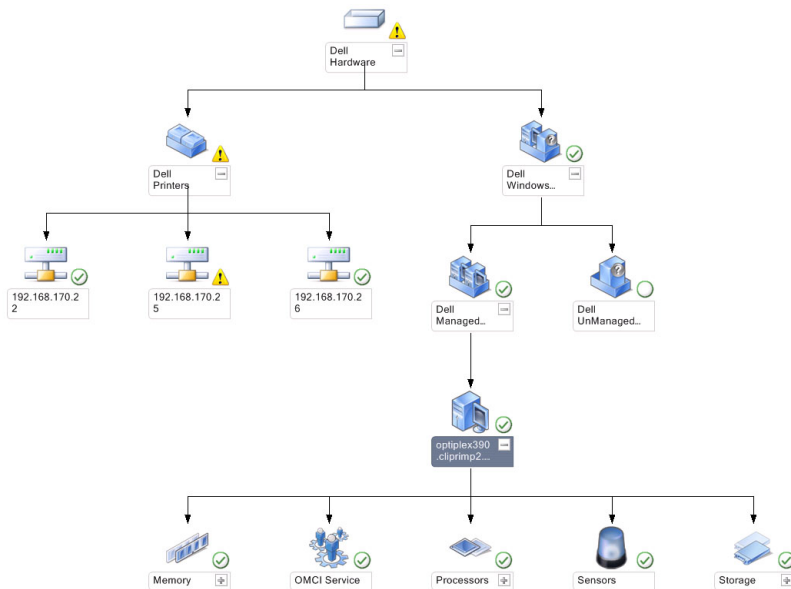 Dell
Hardware
Dell
Printers
Dell
Windows...
192.168.170.2
2
192.168.170.2
5
192.168.170.2
6
Dell
Managed...
Dell
UnManaged...
optiplex390
.cliprimp2....
Memory
OMCI Service
Processors
Sensors
Storage